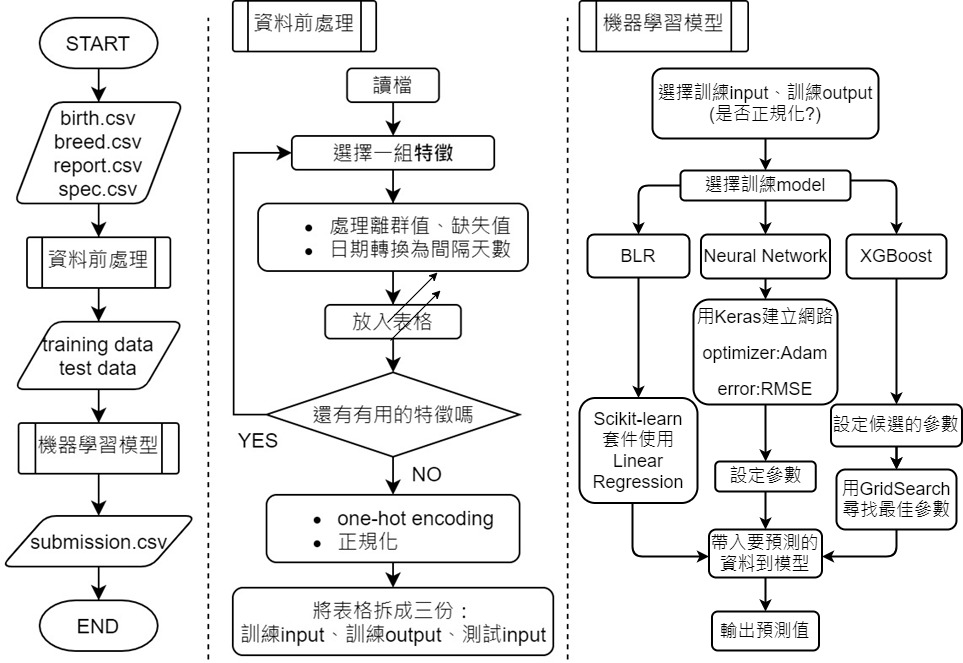 START
birth.csv
breed.csv
report.csv
spec.csv
資料前處理
training data
test data
機器學習模型
submission.csv
END
資料前處理
讀檔
選擇一組特徵
• 處理離群值、缺失值
• 日期轉換為間隔天數
放入表格
還有有用的特徵嗎
YES
NO
• one-hot encoding
• 正規化
將表格拆成三份：
訓練input、訓練output、測試input
機器學習模型
選擇訓練input、訓練output
(是否正規化?)
選擇訓練model
BLR
Neural Network
XGBoost
用Keras建立網路
optimizer:Adam
error:RMSE
Scikit-learn
套件使用
Linear
Regression
設定參數
設定候選的參數
用GridSearch
尋找最佳參數
帶入要預測的
資料到模型
輸出預測值